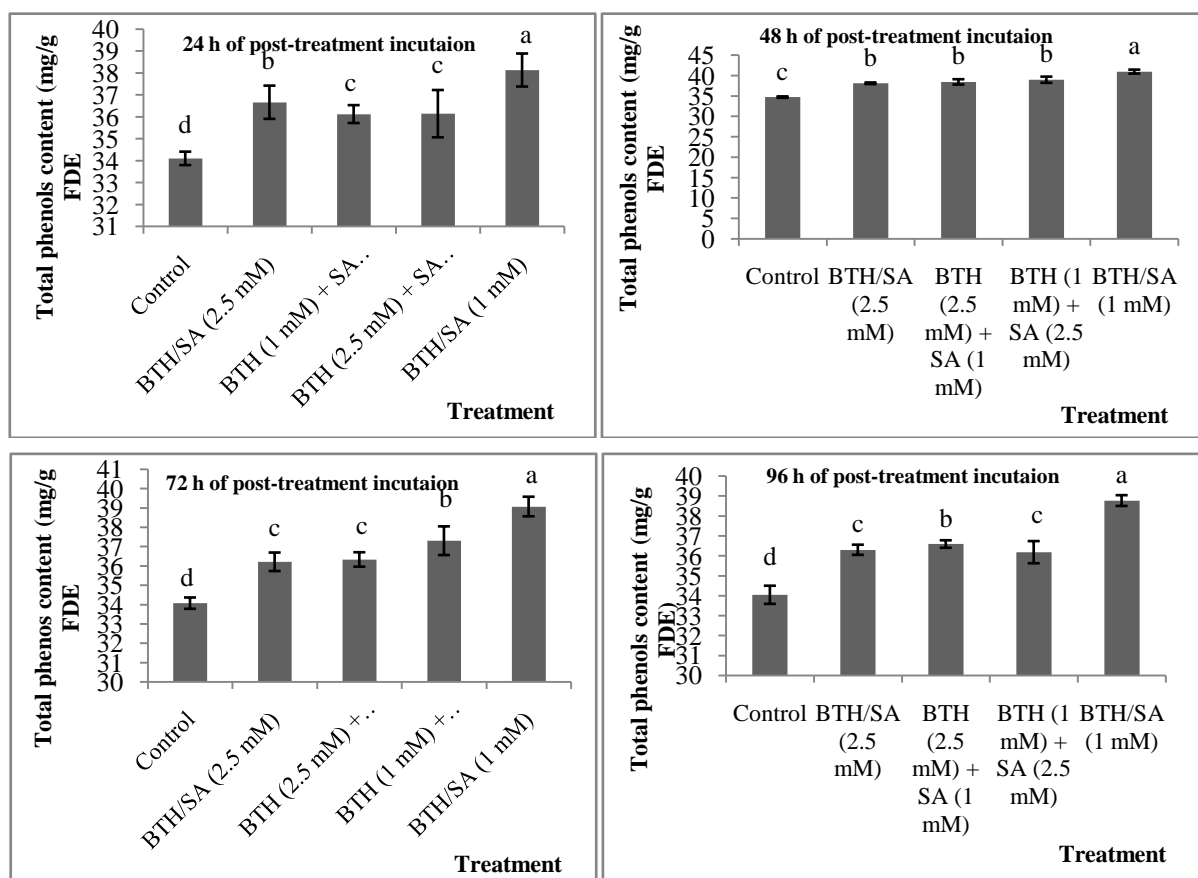 24 h of post-treatment incutaion
Total phenols content (mg/g
FDE
40
39
38
37
36
35
34
33
32
31
d
b
c
c
a
Control
BTH/SA (2.5 mM)
BTH (1 mM) + SA..
BTH (2.5 mM) + SA..
BTH/SA (1 mM)
Treatment
48 h of post-treatment incutaion
Total phenols content (mg/g
FDE
45
40
35
30
25
20
15
10
5
0
c
b
b
b
a
Control
BTH/SA
(2.5
mM)
BTH
(2.5
mM) +
SA (1
mM)
BTH (1
mM) +
SA (2.5
mM)
BTH/SA
(1 mM)
Treatment
72 h of post-treatment incutaion
Total phenos content (mg/g
FDE
41
40
39
38
37
36
35
34
33
32
31
30
d
c
c
b
a
Control
BTH/SA (2.5 mM)
BTH (2.5 mM) +..
BTH (1 mM) +..
BTH/SA (1 mM)
Treatment
96 h of post-treatment incutaion
Total phenols content (mg/g
FDE)
40
39
38
37
36
35
34
33
32
31
30
d
c
b
c
a
Control
BTH/SA
(2.5
mM)
BTH
(2.5
mM) +
SA (1
mM)
BTH (1
mM) +
SA (2.5
mM)
BTH/SA
(1 mM)
Treatment